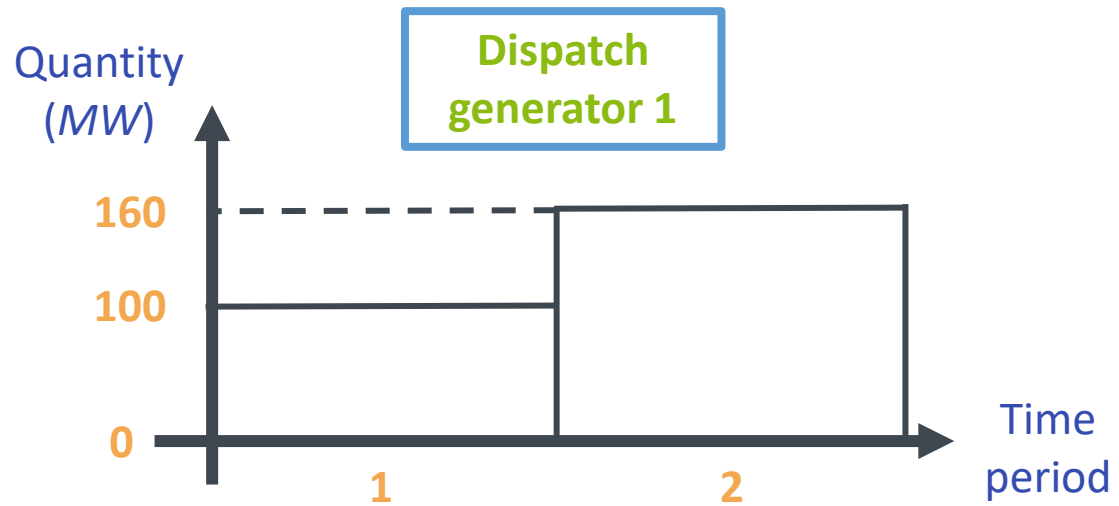 Dispatch
generator 1
Quantity
(MW)
160
100
0
1
2
Time
period